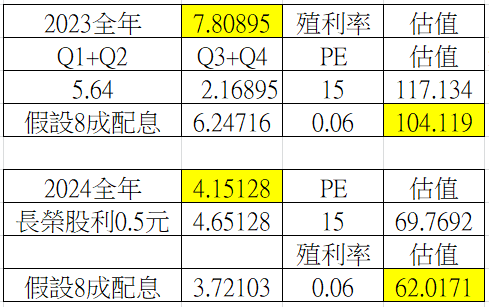 2023全年 7.80895 殖利率 估值
Q1+Q2 Q3+Q4 PE 估值
5.64 2.16895 15 117.134
假設8成配息 6.24716 0.06 104.119
2024全年 4.15128 PE 估值
長榮股利0.5元 4.65128 15 69.7692
殖利率 估值
假設8成配息 3.72103 0.06 62.0171